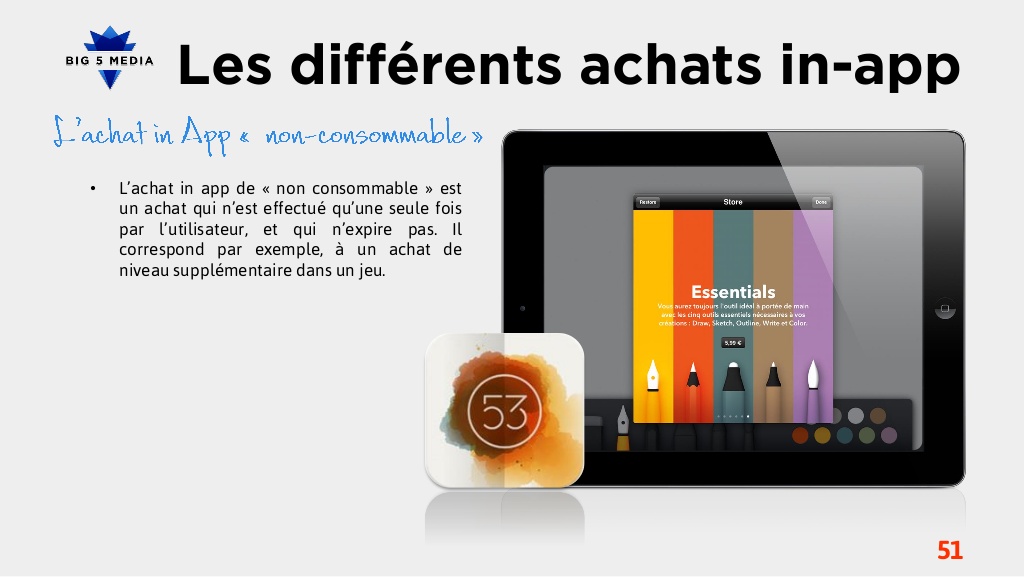 BIG 5 MEDIA
Les différents achats in-app
L'achat in App « non-consommable »
• L'achat in app de « non consommable » est
un achat qui n'est effectué qu'une seule fois
par l'utilisateur, et qui n'expire pas. Il
correspond par exemple, à un achat de
niveau supplémentaire dans un jeu.
Restore
Store
Done
Essentials
Vous aurez toujours l'outil idéal à portée de main
avec les cinq outils essentiels nécessaires à vos
créations : Draw, Sketch, Outline, Write et Color.
5,99 €
53
51